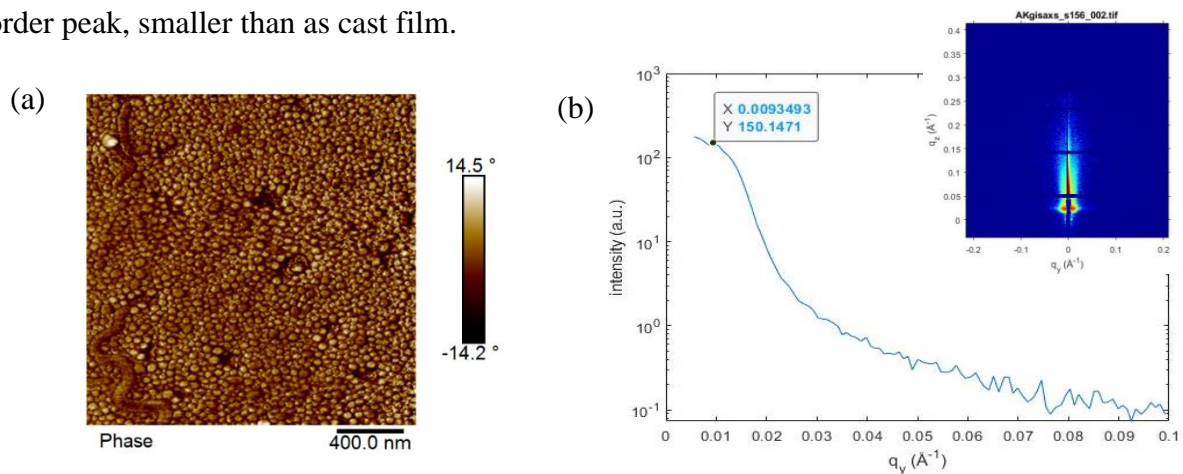 order peak, smaller than as cast film.
(a)
14.5 °
-14.2 °
Phase
400.0 nm
(b)
AKgisaxs_s156_002.tif
0.4
0.35
0.3
0.25
0.2
0.15
0.1
0.05
0
q_z (Å⁻¹)
-0.2
-0.1
0
0.1
0.2
q_y (Å⁻¹)
10³
10²
10¹
10⁰
10⁻¹
intensity (a.u.)
X 0.0093493
Y 150.1471
0
0.01
0.02
0.03
0.04
0.05
0.06
0.07
0.08
0.09
0.1
q_y (Å⁻¹)